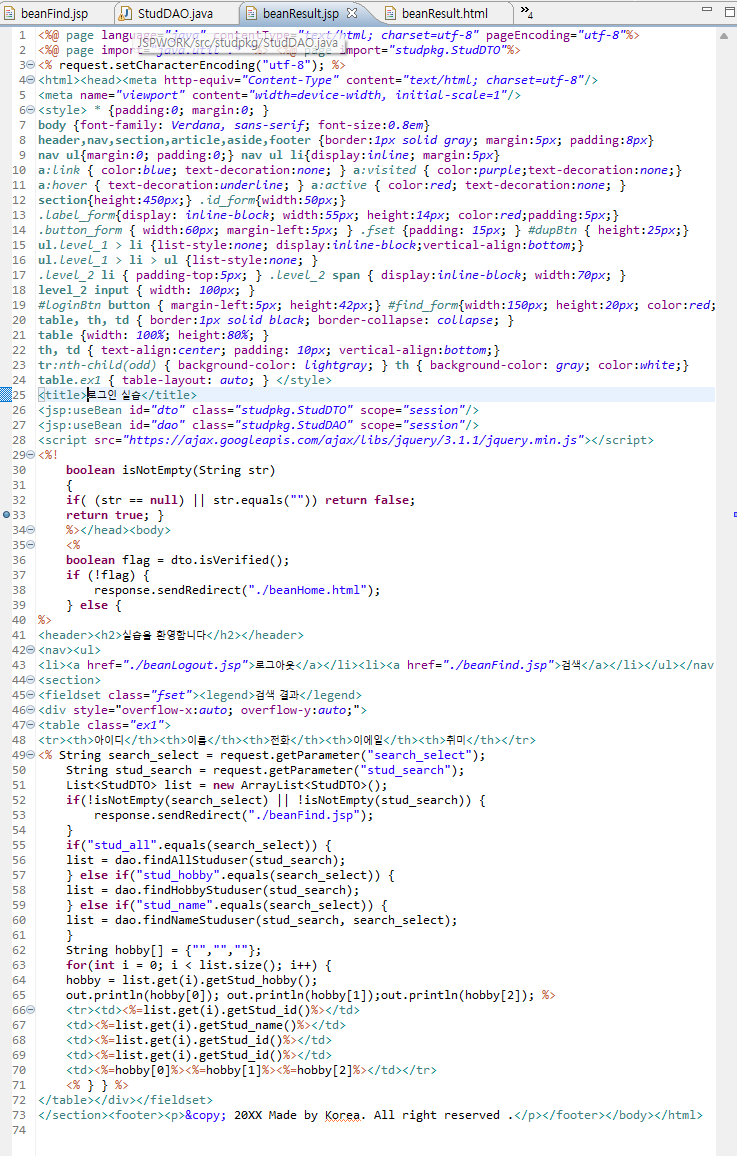 beanFind.jsp StudDAO.java beanResult.jsp beanResult.html »4
JSPWORK/src/studpkg/StudDAO.java
1 <%@ page language="java" contentType="text/html; charset=utf-8" pageEncoding="utf-8"%>
2 <%@ page import= import="studpkg.StudDTO"%>
3 <% request.setCharacterEncoding("utf-8"); %>
4 <html><head><meta http-equiv="Content-Type" content="text/html; charset=utf-8"/>
5 <meta name="viewport" content="width=device-width, initial-scale=1"/>
6 <style> * {padding:0; margin:0; }
7 body {font-family: Verdana, sans-serif; font-size:0.8em}
8 header,nav,section,article,aside,footer {border:1px solid gray; margin:5px; padding:8px}
9 nav ul{margin:0; padding:0;} nav ul li{display:inline; margin:5px}
10 a:link { color:blue; text-decoration:none; } a:visited { color:purple;text-decoration:none;}
11 a:hover { text-decoration:underline; } a:active { color:red; text-decoration:none; }
12 section{height:450px;} .id_form{width:50px;}
13 .label_form{display: inline-block; width:55px; height:14px; color:red;padding:5px;}
14 .button_form { width:60px; margin-left:5px; } .fset {padding: 15px; } #dupBtn { height:25px;}
15 ul.level_1 > li {list-style:none; display:inline-block;vertical-align:bottom;}
16 ul.level_1 > li > ul {list-style:none; }
17 .level_2 li { padding-top:5px; } .level_2 span { display:inline-block; width:70px; }
18 level_2 input { width: 100px; }
19 #loginBtn button { margin-left:5px; height:42px;} #find_form{width:150px; height:20px; color:red;
20 table, th, td { border:1px solid black; border-collapse: collapse; }
21 table {width: 100%; height:80%; }
22 th, td { text-align:center; padding: 10px; vertical-align:bottom;}
23 tr:nth-child(odd) { background-color: lightgray; } th { background-color: gray; color:white;}
24 table.ex1 { table-layout: auto; } </style>
25 <title>로그인 실습</title>
26 <jsp:useBean id="dto" class="studpkg.StudDTO" scope="session"/>
27 <jsp:useBean id="dao" class="studpkg.StudDAO" scope="session"/>
28 <script src="https://ajax.googleapis.com/ajax/libs/jquery/3.1.1/jquery.min.js"></script>
29 <%!
30 boolean isNotEmpty(String str)
31 {
32 if( (str == null) || str.equals("")) return false;
33 return true; }
34 %></head><body>
35 <%
36 boolean flag = dto.isVerified();
37 if (!flag) {
38 response.sendRedirect("./beanHome.html");
39 } else {
40 %>
41 <header><h2>실습을 환영합니다</h2></header>
42 <nav><ul>
43 <li><a href="./beanLogout.jsp">로그아웃</a></li><li><a href="./beanFind.jsp">검색</a></li></ul></nav
44 <section>
45 <fieldset class="fset"><legend>검색 결과</legend>
46 <div style="overflow-x:auto; overflow-y:auto;">
47 <table class="ex1">
48 <tr><th>아이디</th><th>이름</th><th>전화</th><th>이에일</th><th>취미</th></tr>
49 <% String search_select = request.getParameter("search_select");
50 String stud_search = request.getParameter("stud_search");
51 List<StudDTO> list = new ArrayList<StudDTO>();
52 if(!isNotEmpty(search_select) || !isNotEmpty(stud_search)) {
53 response.sendRedirect("./beanFind.jsp");
54 }
55 if("stud_all".equals(search_select)) {
56 list = dao.findAllStuduser(stud_search);
57 } else if("stud_hobby".equals(search_select)) {
58 list = dao.findHobbyStuduser(stud_search);
59 } else if("stud_name".equals(search_select)) {
60 list = dao.findNameStuduser(stud_search, search_select);
61 }
62 String hobby[] = {"","",""};
63 for(int i = 0; i < list.size(); i++) {
64 hobby = list.get(i).getStud_hobby();
65 out.println(hobby[0]); out.println(hobby[1]);out.println(hobby[2]); %>
66 <tr><td><%=list.get(i).getStud_id()%></td>
67 <td><%=list.get(i).getStud_name()%></td>
68 <td><%=list.get(i).getStud_id()%></td>
69 <td><%=list.get(i).getStud_id()%></td>
70 <td><%=hobby[0]%><%=hobby[1]%><%=hobby[2]%></td></tr>
71 <% } } %>
72 </table></div></fieldset>
73 </section><footer><p>&copy; 20XX Made by Korea. All right reserved .</p></footer></body></html>
74